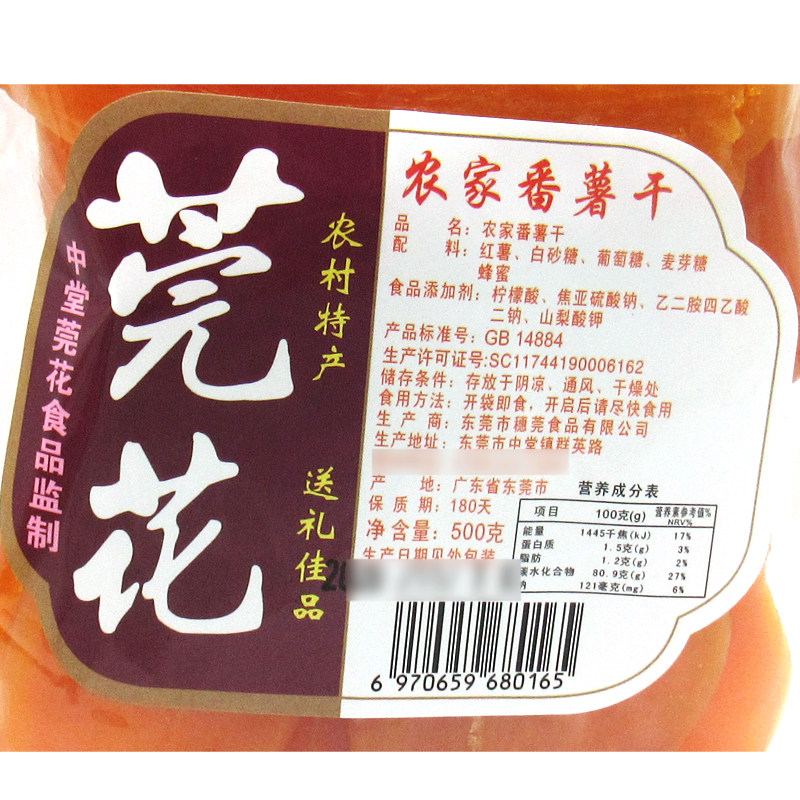 莞花
中堂莞花食品监制
农村特产
送礼佳品
农家番薯干
品 名: 农家番薯干
配 料: 红薯、白砂糖、葡萄糖、麦芽糖
蜂蜜
食品添加剂: 柠檬酸、焦亚硫酸钠、乙二胺四乙酸
二钠、山梨酸钾
产品标准号: GB 14884
生产许可证号:SC11744190006162
储存条件: 存放于阴凉、通风、干燥处
食用方法: 开袋即食，开启后请尽快食用
生 产 商: 东莞市穗莞食品有限公司
生产地址: 东莞市中堂镇群英路
产 地: 广东省东莞市
保 质 期: 180天
净 含 量: 500克
生产日期见处包装
营养成分表
项目 100克(g) 营养素参考值%
NRV%
能量 1445千焦(kJ) 17%
蛋白质 1.5克(g) 3%
脂肪 1.2克(g) 2%
碳水化合物 80.9克(g) 27%
钠 121毫克(mg) 6%
6 970659 680165